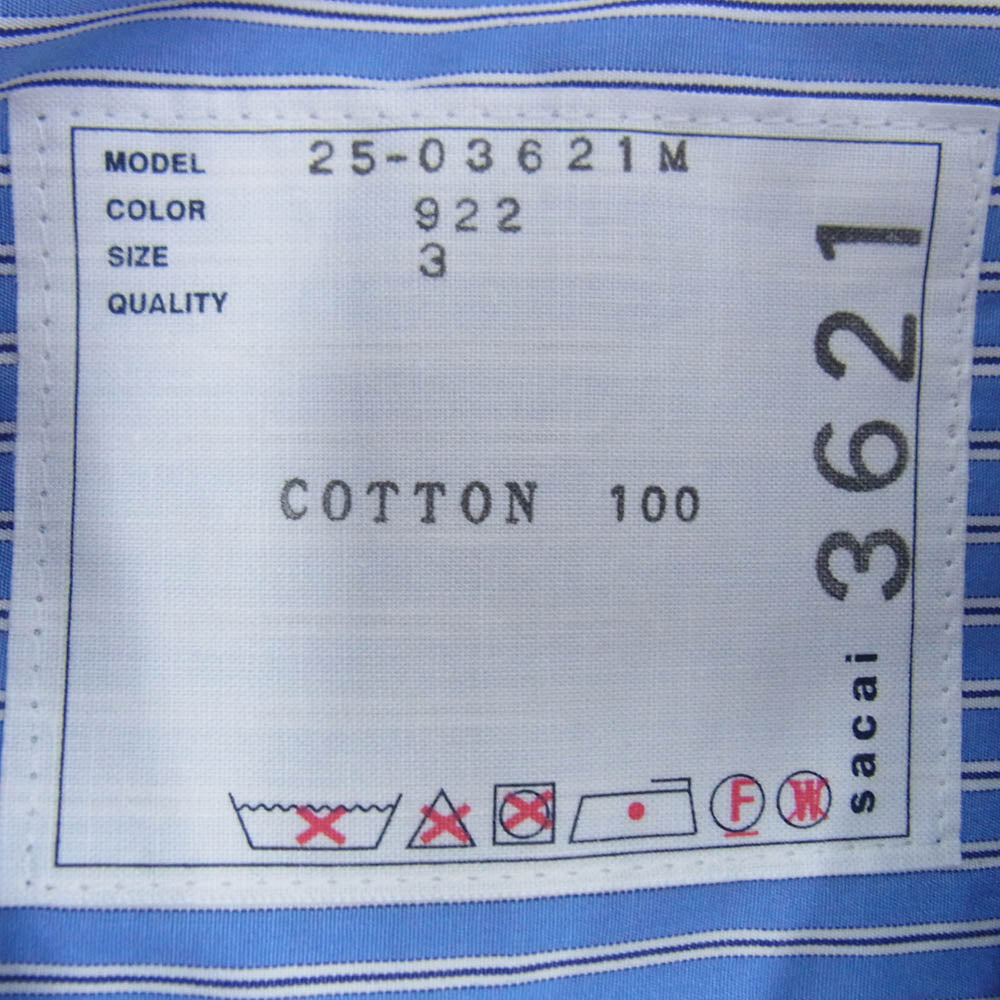 MODEL 25-03621M
COLOR 922
SIZE 3
QUALITY
COTTON 100
sacai 3621
F W